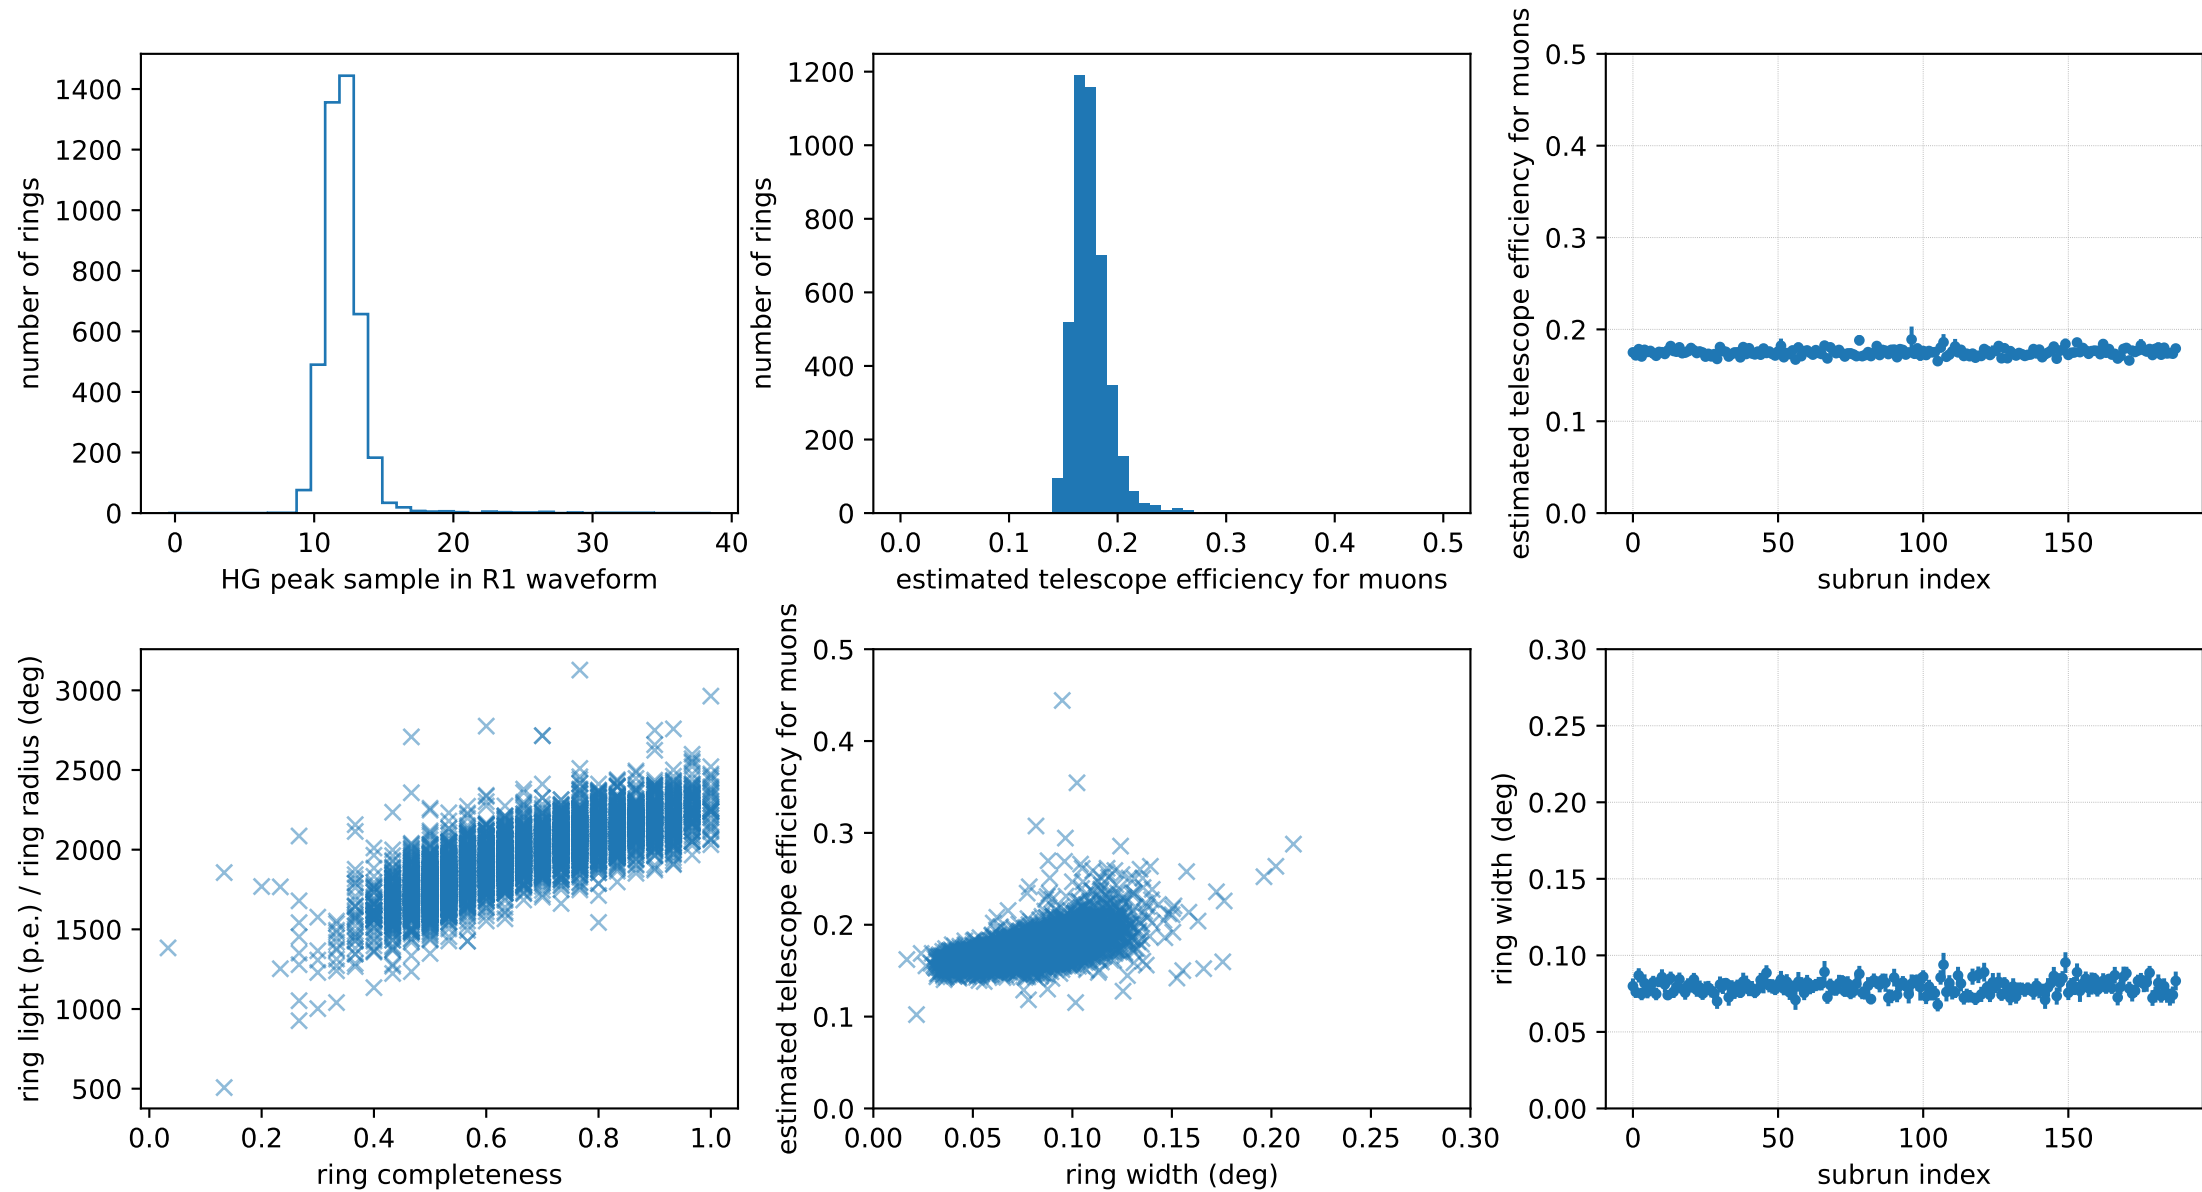 number of rings
1400
1200
1000
800
600
400
200
0
0 10 20 30 40
HG peak sample in R1 waveform
number of rings
1200
1000
800
600
400
200
0
0.0 0.1 0.2 0.3 0.4 0.5
estimated telescope efficiency for muons
estimated telescope efficiency for muons
0.5
0.4
0.3
0.2
0.1
0.0
0 50 100 150
subrun index
ring light (p.e.) / ring radius (deg)
3000
2500
2000
1500
1000
500
0.0 0.2 0.4 0.6 0.8 1.0
ring completeness
estimated telescope efficiency for muons
0.5
0.4
0.3
0.2
0.1
0.0
0.00 0.05 0.10 0.15 0.20 0.25 0.30
ring width (deg)
ring width (deg)
0.30
0.25
0.20
0.15
0.10
0.05
0.00
0 50 100 150
subrun index